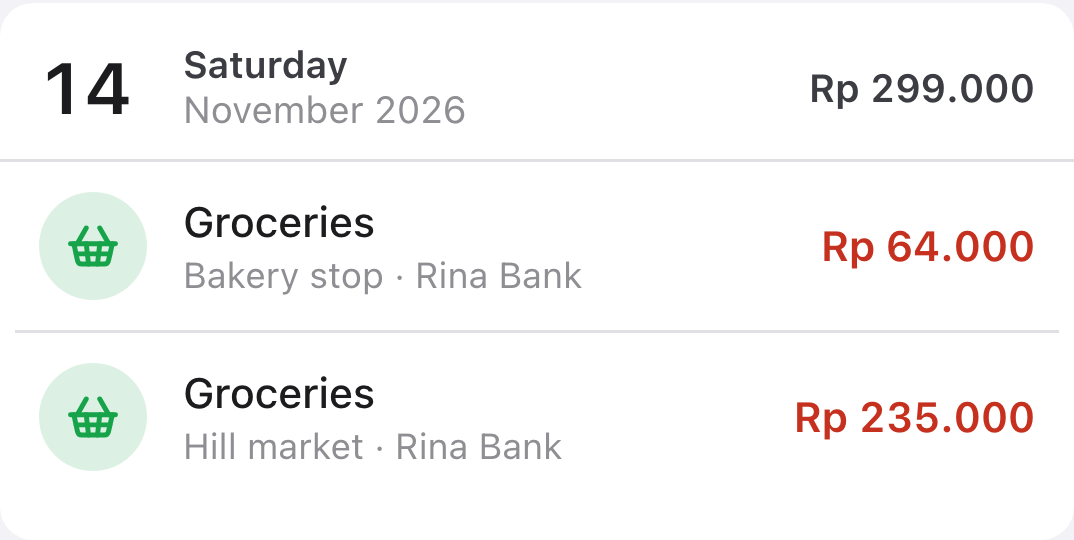 14
Saturday
November 2026
Rp 299.000
Groceries
Bakery stop · Rina Bank
Rp 64.000
Groceries
Hill market · Rina Bank
Rp 235.000